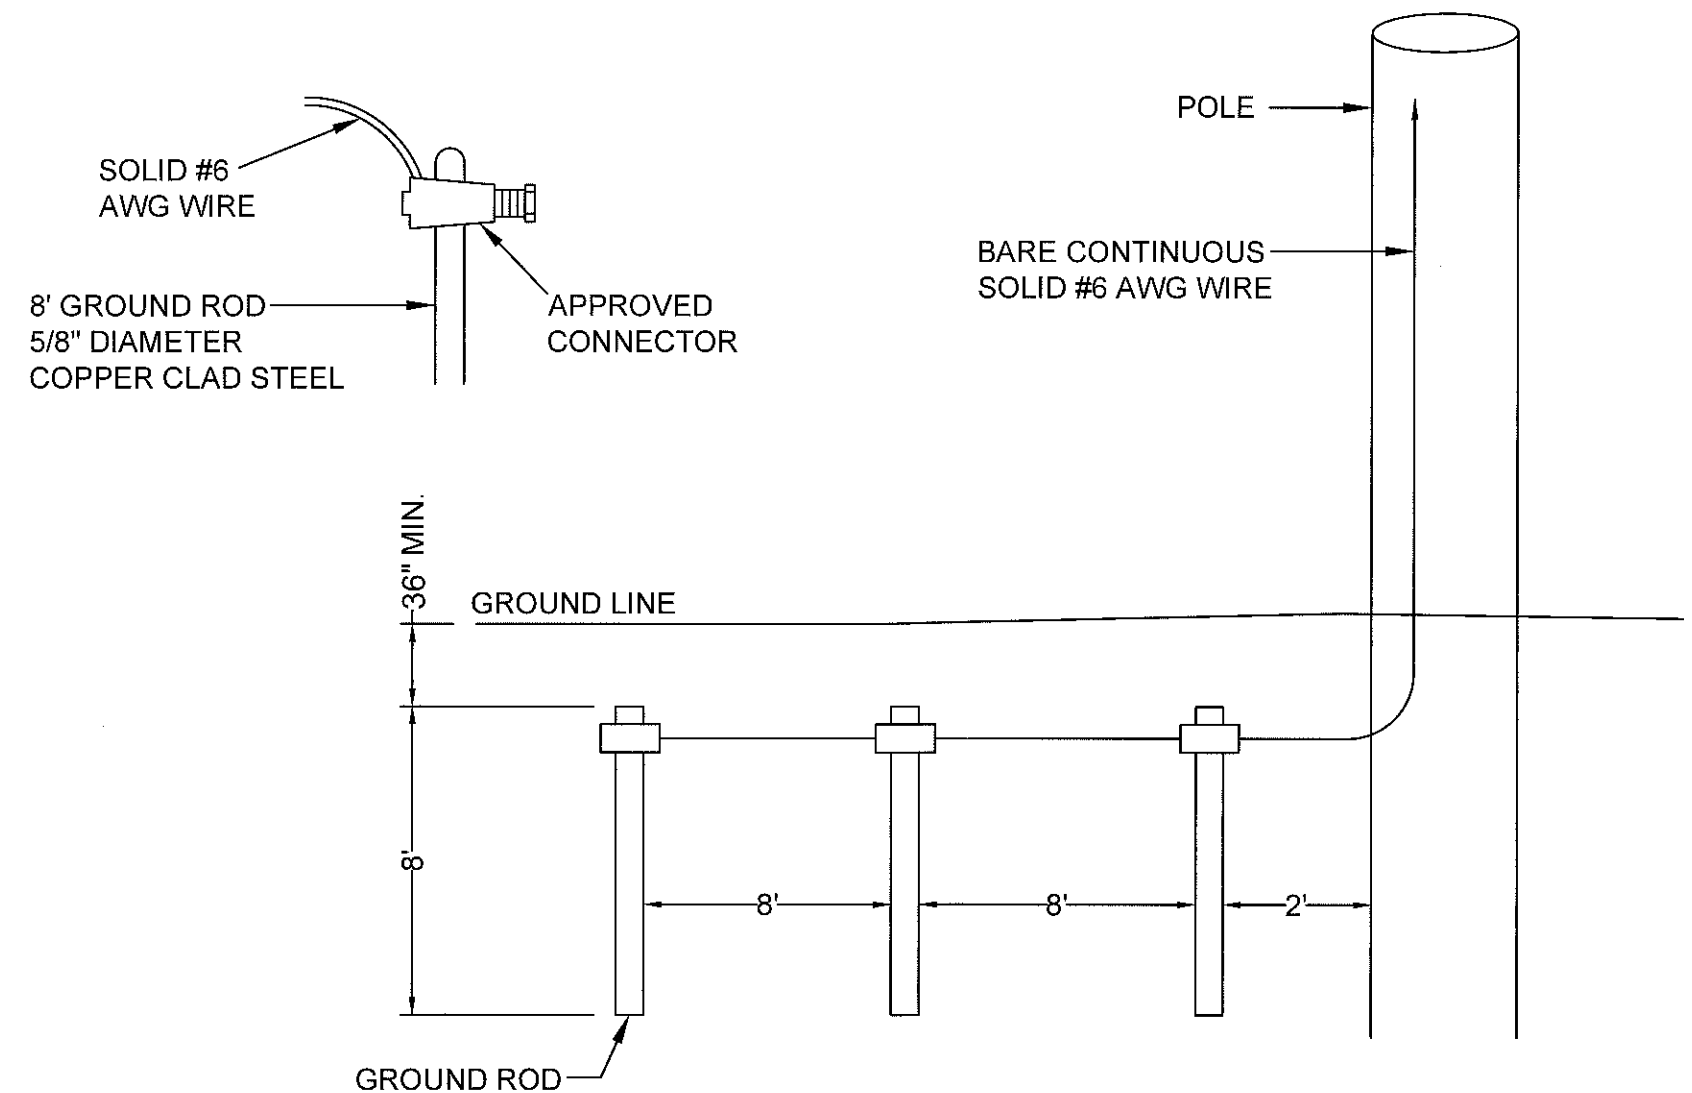 POLE
SOLID #6
AWG WIRE
BARE CONTINUOUS
SOLID #6 AWG WIRE
8' GROUND ROD
5/8" DIAMETER
COPPER CLAD STEEL
APPROVED
CONNECTOR
36" MIN.
GROUND LINE
8'
8'
8'
2'
GROUND ROD